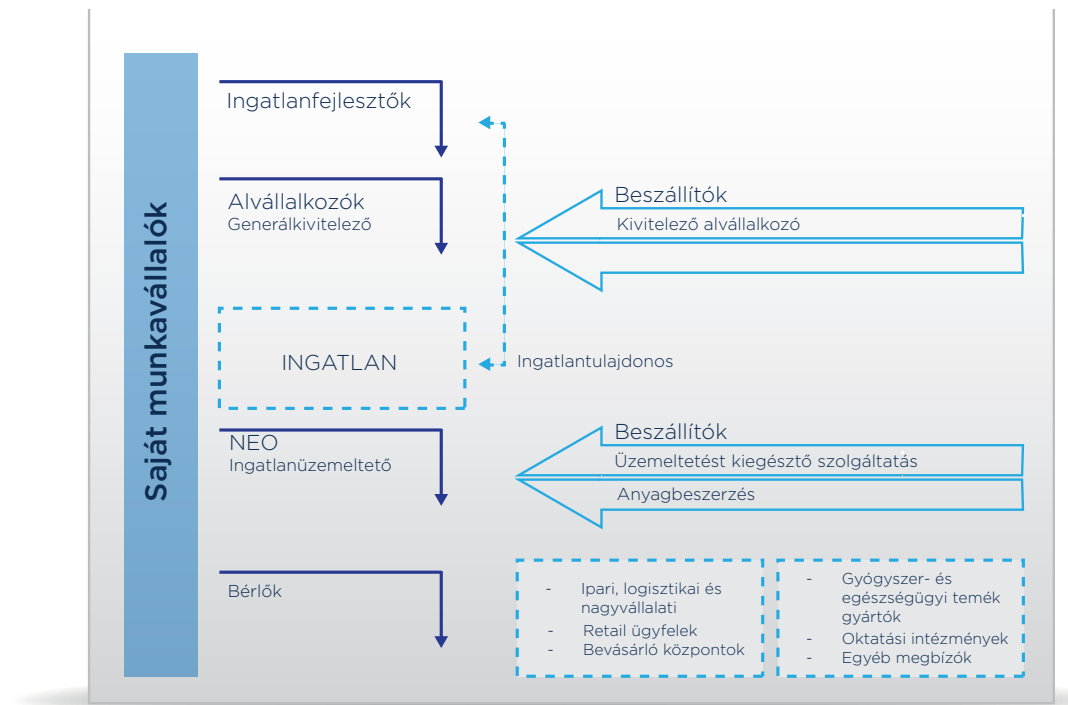 Saját munkavállalók
Ingatlanfejlesztők
Alvállalkozók
Generálkivitelező
Beszállítók
Kivitelező alvállalkozó
INGATLAN
Ingatlantulajdonos
NEO
Ingatlanüzemeltető
Beszállítók
Üzemeltetést kiegésztő szolgáltatás
Anyagbeszerzés
Bérlők
- Ipari, logisztikai és
nagyvállalati
- Retail ügyfelek
- Bevásárló központok
- Gyógyszer- és
egészségügyi temék
gyártók
- Oktatási intézmények
- Egyéb megbízók